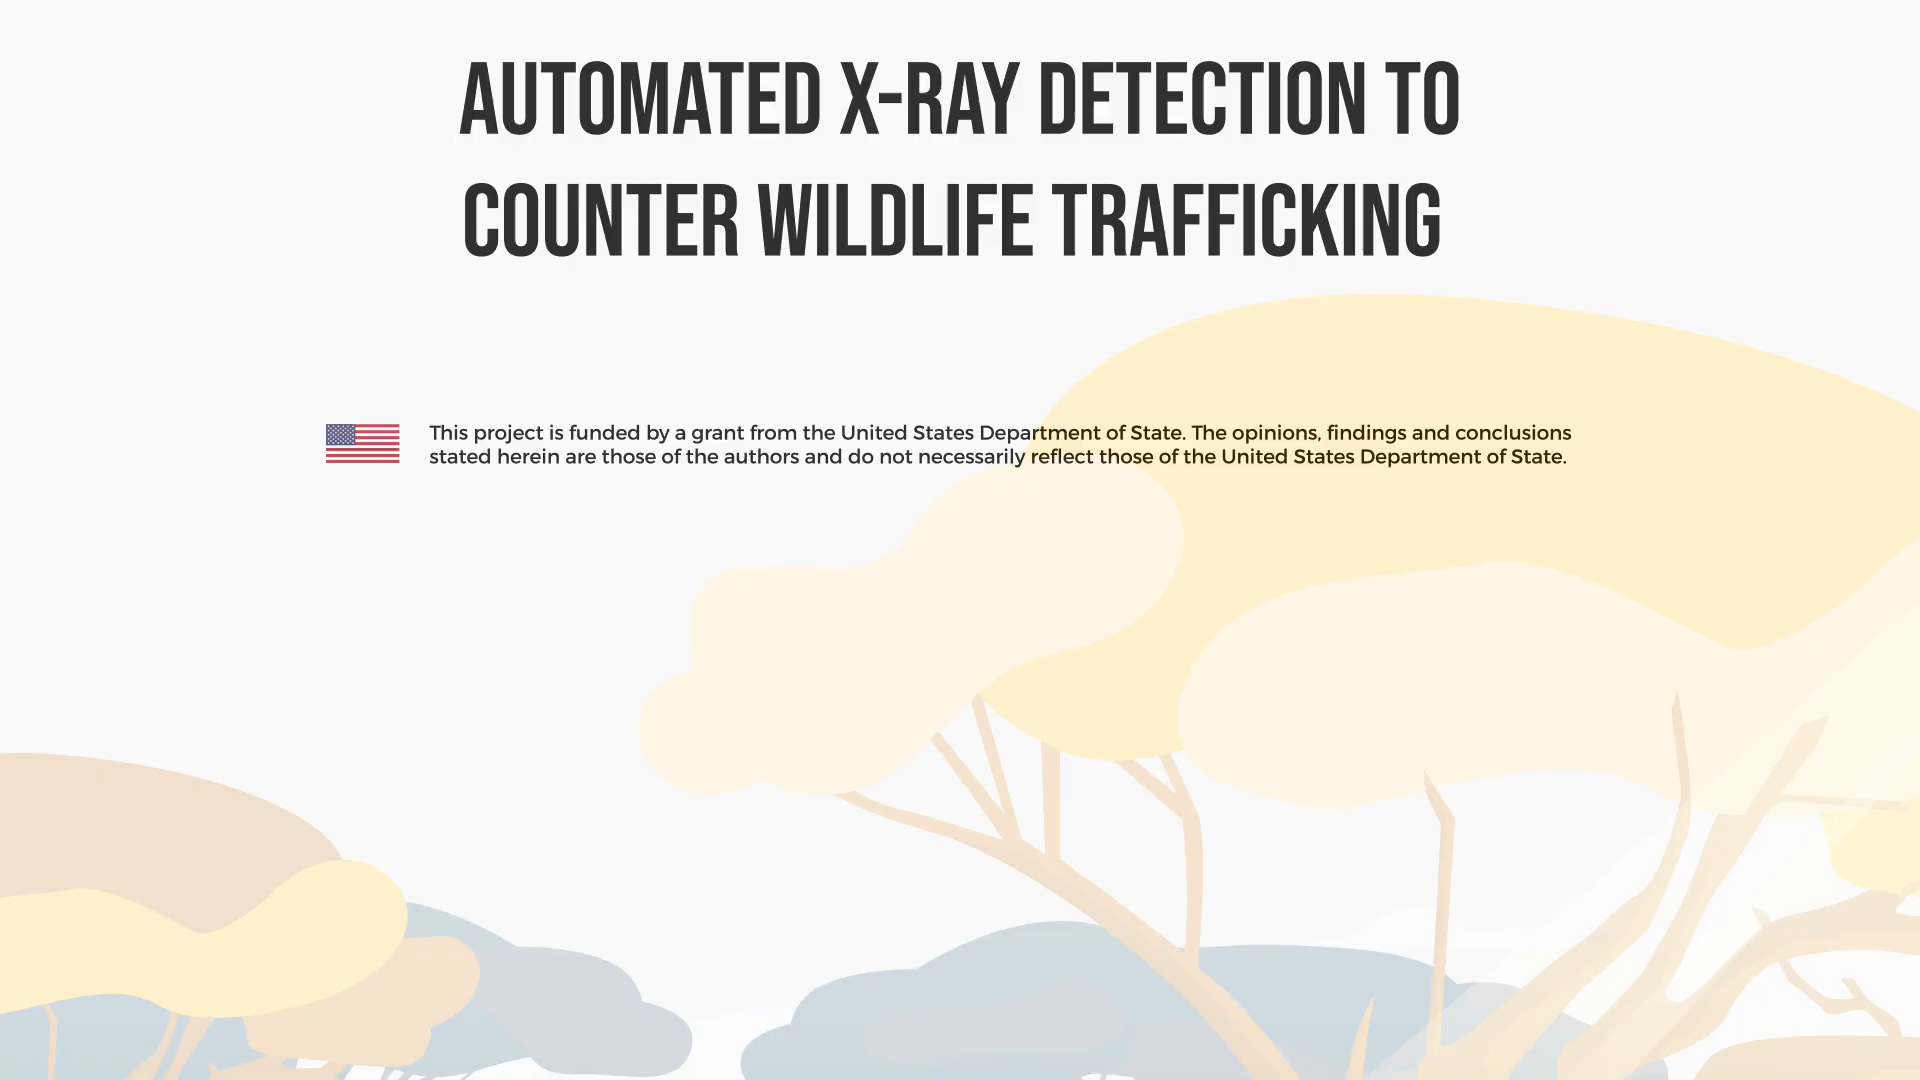 AUTOMATED X-RAY DETECTION TO
COUNTER WILDLIFE TRAFFICKING
This project is funded by a grant from the United States Department of State. The opinions, findings and conclusions
stated herein are those of the authors and do not necessarily reflect those of the United States Department of State.